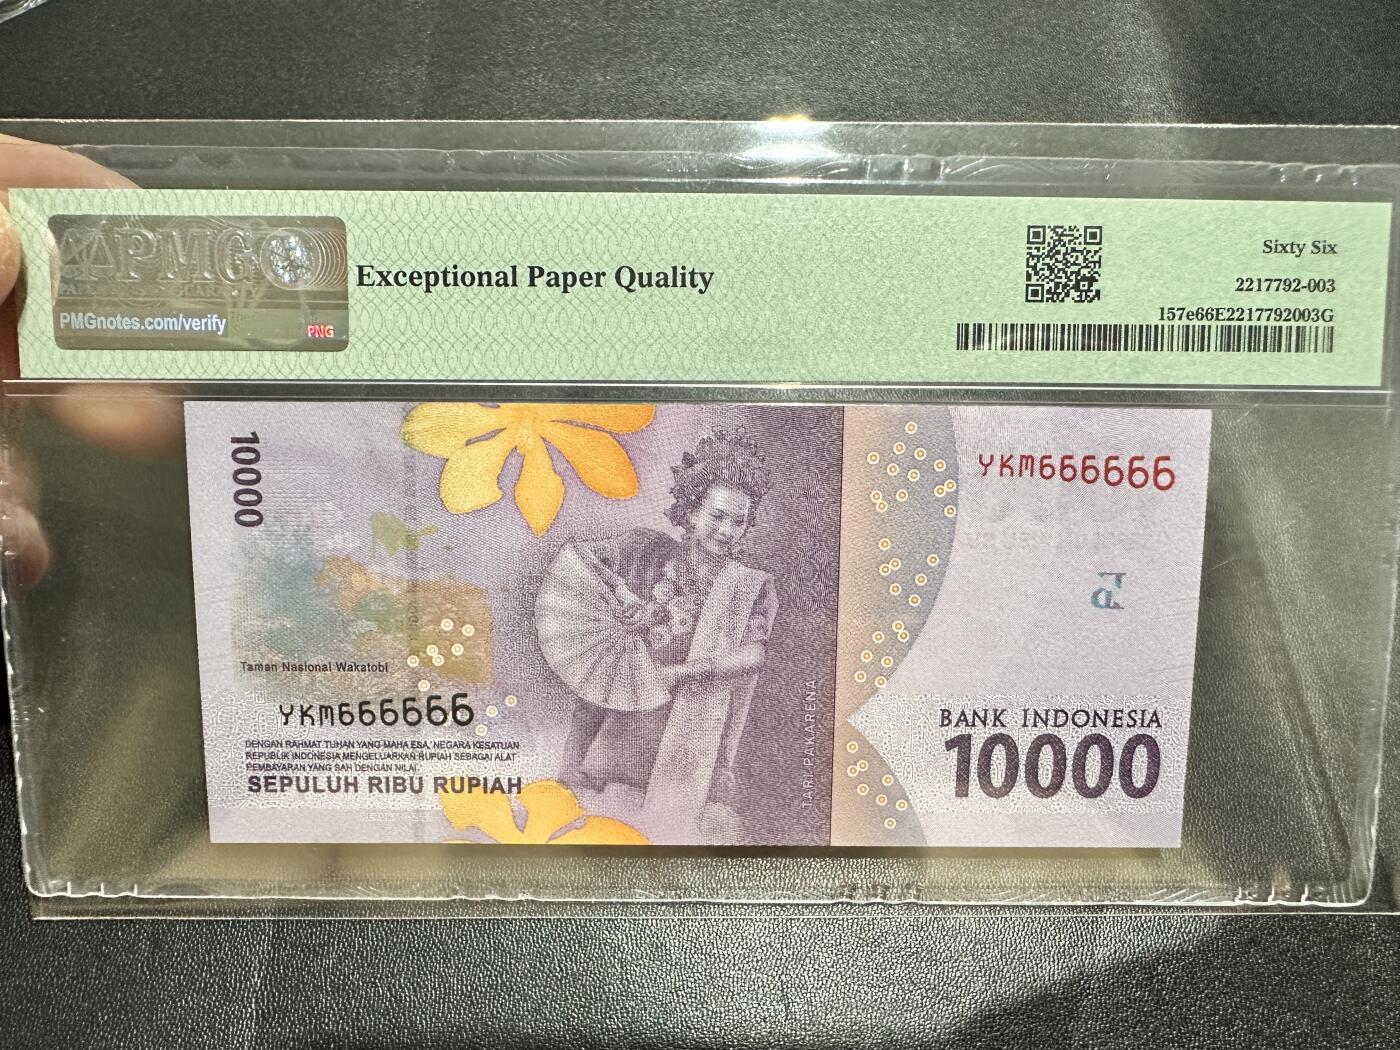 PMG
PMGnotes.com/verify
PNG
Exceptional Paper Quality
Sixty Six
2217792-003
157e66E2217792003G
10000
YKM666666
Taman Nasional Wakatobi
YKM666666
DENGAN RAHMAT TUHAN YANG MAHA ESA, NEGARA KESATUAN
REPUBLIK INDONESIA MENGELUARKAN RUPIAH SEBAGAI ALAT
PEMBAYARAN YANG SAH DENGAN NILAI
SEPULUH RIBU RUPIAH
TARI PAKARENA
BANK INDONESIA
10000